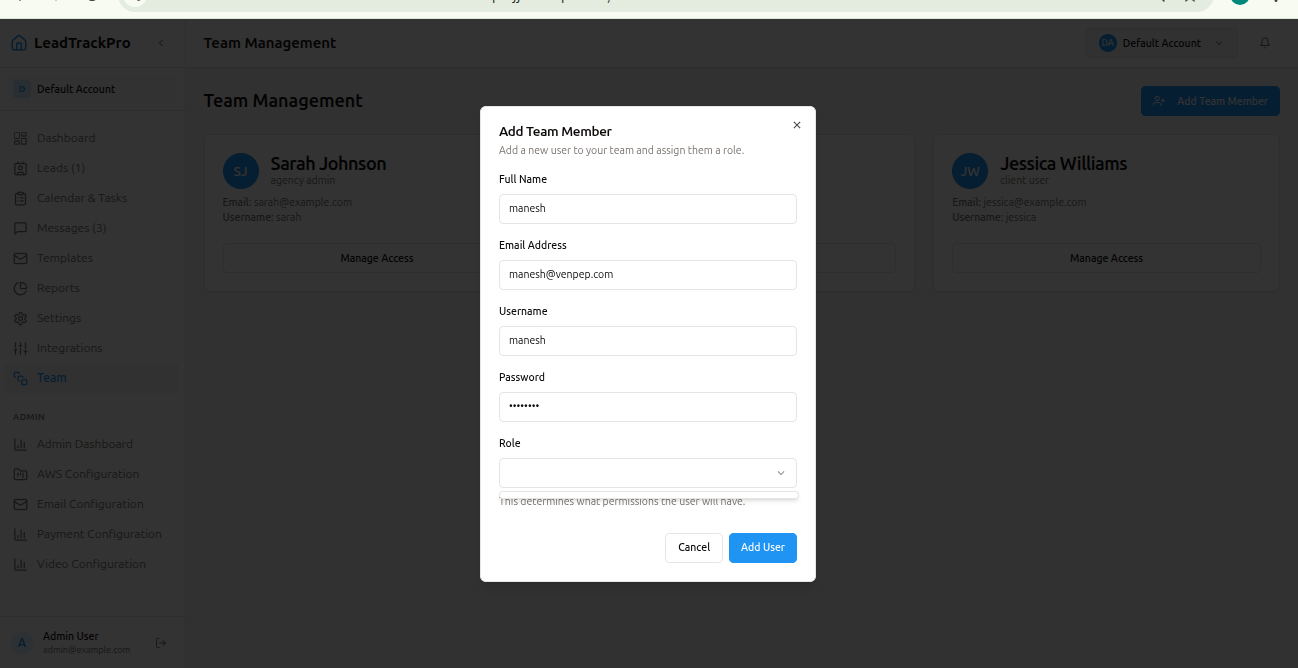 LeadTrackPro
Team Management
DA Default Account
D Default Account
Team Management
Add Team Member
Dashboard
Leads (1)
Calendar & Tasks
Messages (3)
Templates
Reports
Settings
Integrations
Team
ADMIN
Admin Dashboard
AWS Configuration
Email Configuration
Payment Configuration
Video Configuration
A
Admin User
admin@example.com
SJ
Sarah Johnson
agency admin
Email: sarah@example.com
Username: sarah
Manage Access
JW
Jessica Williams
client user
Email: jessica@example.com
Username: jessica
Manage Access
Add Team Member
Add a new user to your team and assign them a role.
Full Name
manesh
Email Address
manesh@venpep.com
Username
manesh
Password
••••••••
Role
This determines what permissions the user will have.
Cancel
Add User